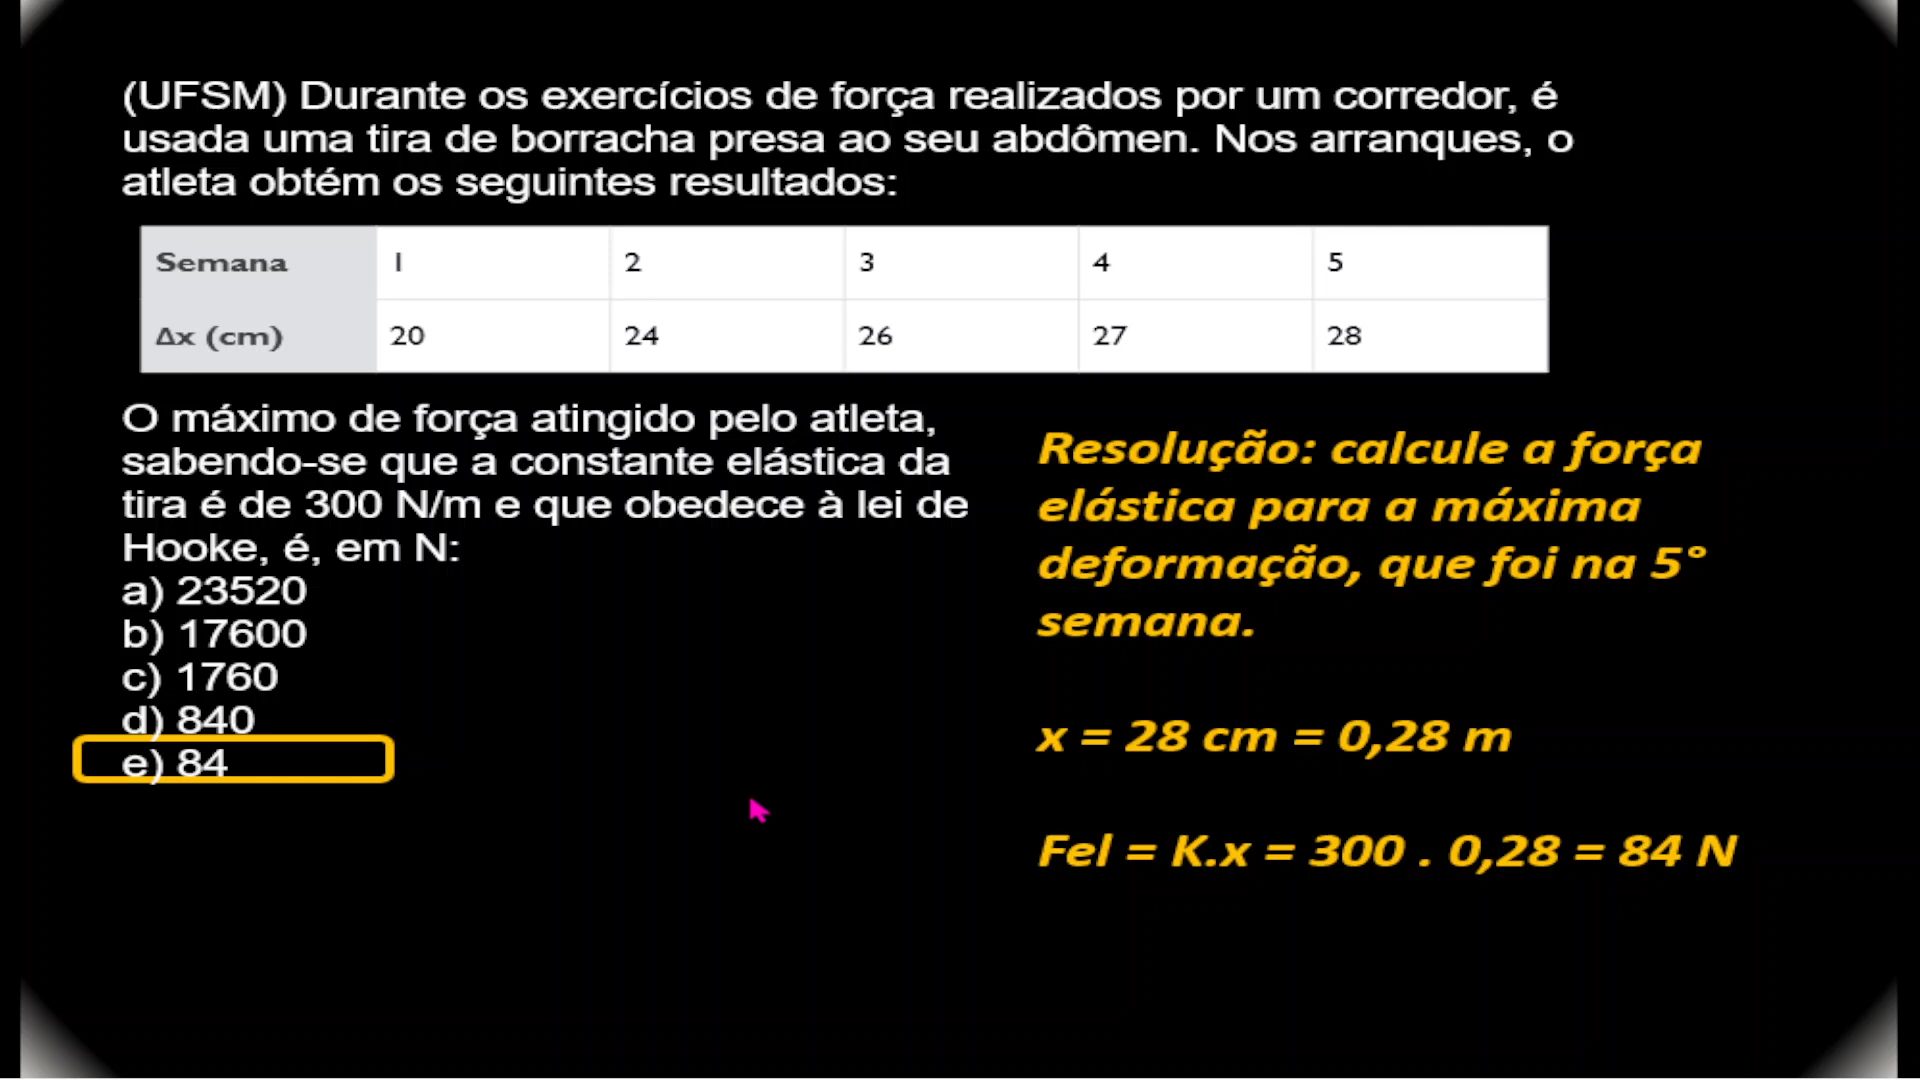 (UFSM) Durante os exercícios de força realizados por um corredor, é
usada uma tira de borracha presa ao seu abdômen. Nos arranques, o
atleta obtém os seguintes resultados:
Semana 1 2 3 4 5
Δx (cm) 20 24 26 27 28
O máximo de força atingido pelo atleta,
sabendo-se que a constante elástica da
tira é de 300 N/m e que obedece à lei de
Hooke, é, em N:
a) 23520
b) 17600
c) 1760
d) 840
e) 84
Resolução: calcule a força
elástica para a máxima
deformação, que foi na 5°
semana.
x = 28 cm = 0,28 m
Fel = K.x = 300 . 0,28 = 84 N